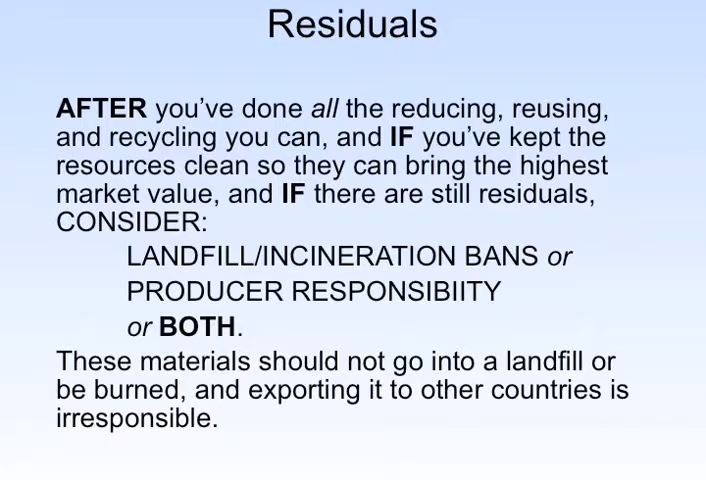 Residuals
AFTER you've done all the reducing, reusing,
and recycling you can, and IF you've kept the
resources clean so they can bring the highest
market value, and IF there are still residuals,
CONSIDER:
LANDFILL/INCINERATION BANS or
PRODUCER RESPONSIBIITY
or BOTH.
These materials should not go into a landfill or
be burned, and exporting it to other countries is
irresponsible.